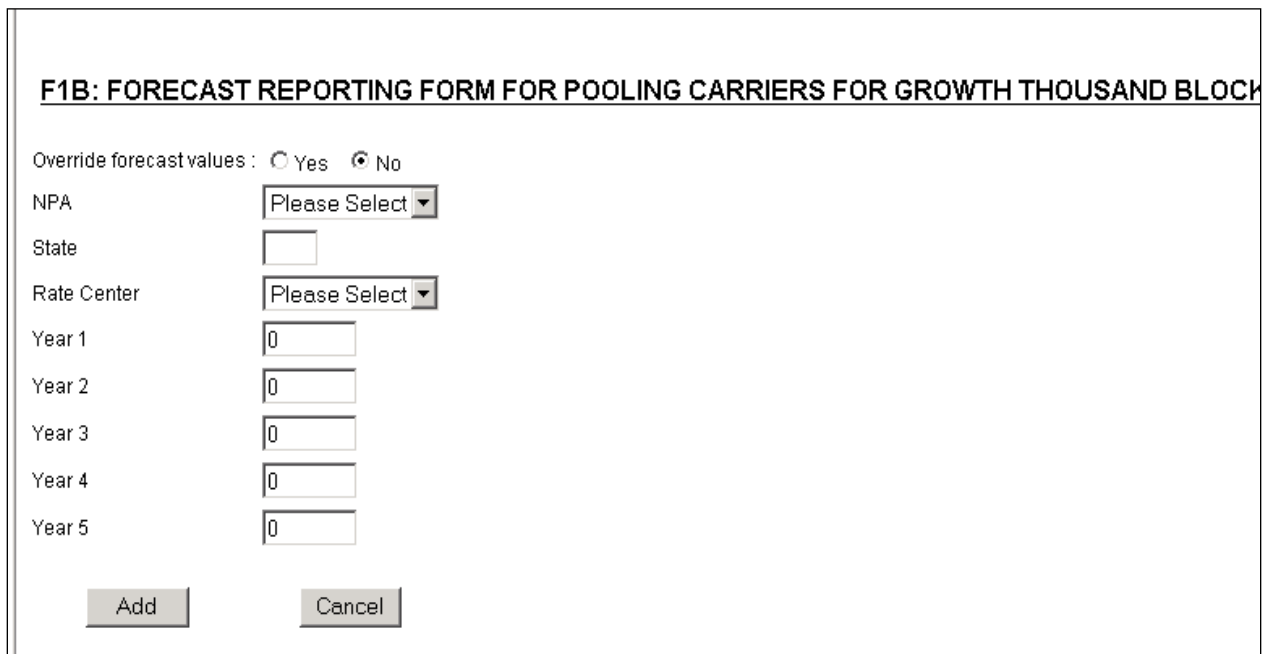 F1B: FORECAST REPORTING FORM FOR POOLING CARRIERS FOR GROWTH THOUSAND BLOCK
Override forecast values : Yes No
NPA Please Select
State
Rate Center Please Select
Year 1 0
Year 2 0
Year 3 0
Year 4 0
Year 5 0
Add Cancel